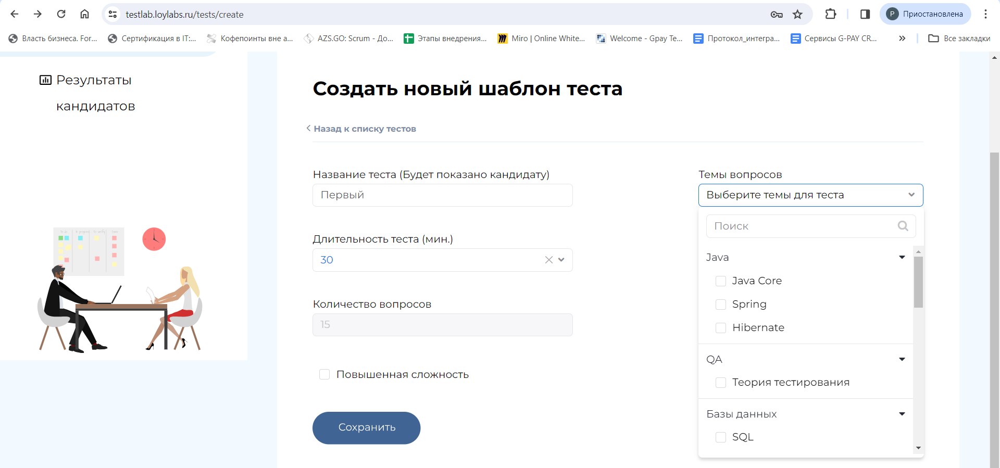 testlab.loylabs.ru/tests/create
P Приостановлена
Власть бизнеса. For...
Сертификация в IT:...
Кофепоинты вне а...
AZS.GO: Scrum - До...
Этапы внедрения...
Miro | Online White...
Welcome - Gpay Te...
Протокол_интегра...
Сервисы G-PAY CR...
Все закладки
Результаты
кандидатов
Создать новый шаблон теста
Назад к списку тестов
Название теста (Будет показано кандидату)
Первый
Длительность теста (мин.)
30
Количество вопросов
15
Повышенная сложность
Сохранить
Темы вопросов
Выберите темы для теста
Поиск
Java
Java Core
Spring
Hibernate
QA
Теория тестирования
Базы данных
SQL